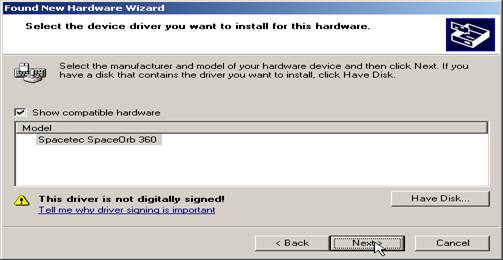 Found New Hardware Wizard
Select the device driver you want to install for this hardware.
Select the manufacturer and model of your hardware device and then click Next. If you
have a disk that contains the driver you want to install, click Have Disk.
Show compatible hardware
Model
Spacetec SpaceOrb 360
This driver is not digitally signed!
Tell me why driver signing is important
Have Disk...
< Back
Next >
Cancel